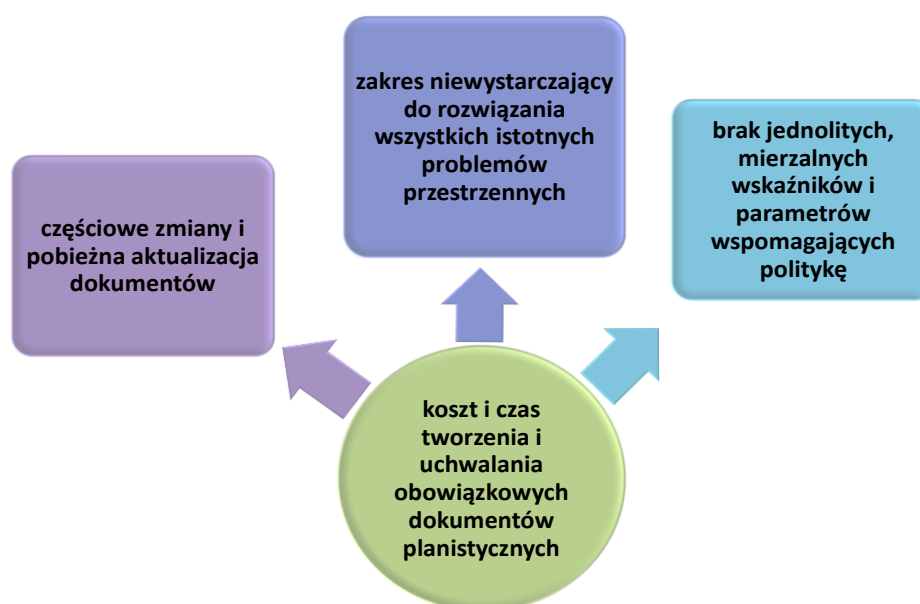 zakres niewystarczający
do rozwiązania
wszystkich istotnych
problemów
przestrzennych
brak jednolitych,
mierzalnych
wskaźników i
parametrów
wspomagających
politykę
częściowe zmiany i
pobieżna aktualizacja
dokumentów
koszt i czas
tworzenia i
uchwalania
obowiązkowych
dokumentów
planistycznych